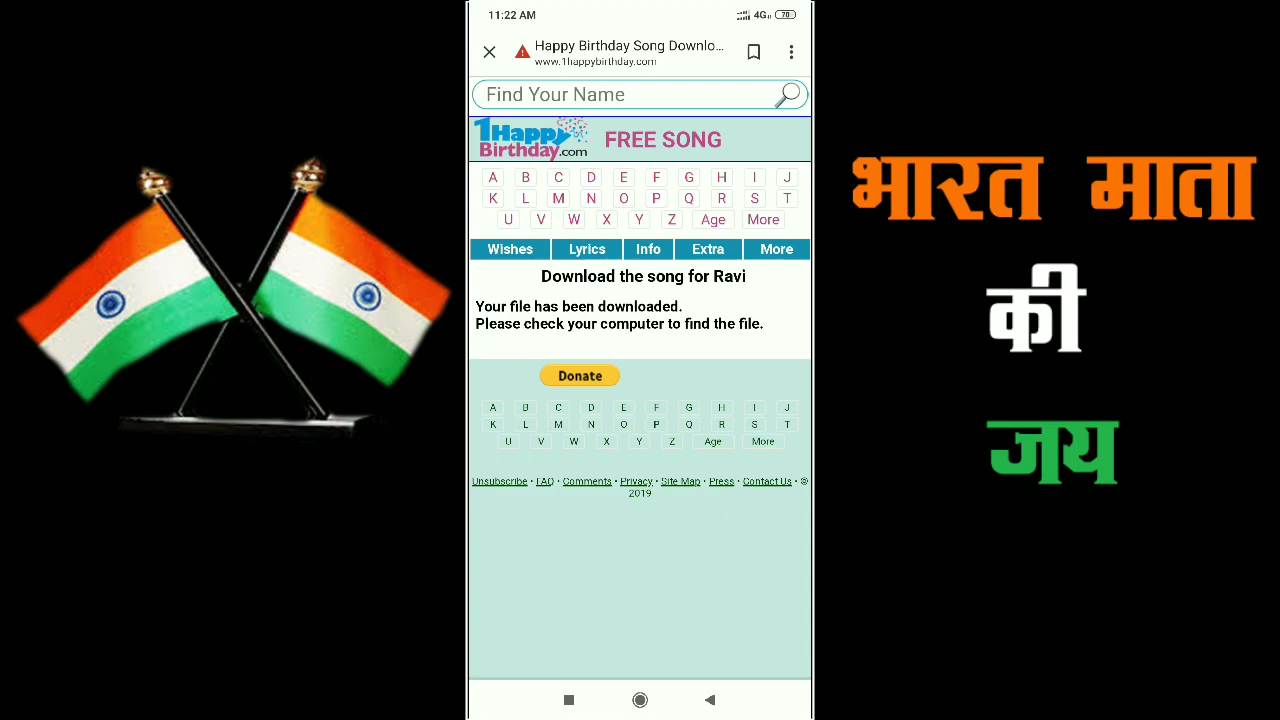 11:22 AM
4G 70
Happy Birthday Song Downlo...
www.1happybirthday.com
Find Your Name
1Happy
Birthday.com
FREE SONG
A B C D E F G H I J
K L M N O P Q R S T
U V W X Y Z Age More
Wishes Lyrics Info Extra More
Download the song for Ravi
Your file has been downloaded.
Please check your computer to find the file.
Donate
A B C D E F G H I J
K L M N O P Q R S T
U V W X Y Z Age More
Unsubscribe • FAQ • Comments • Privacy • Site Map • Press • Contact Us • ©
2019
भारत माता
की
जय